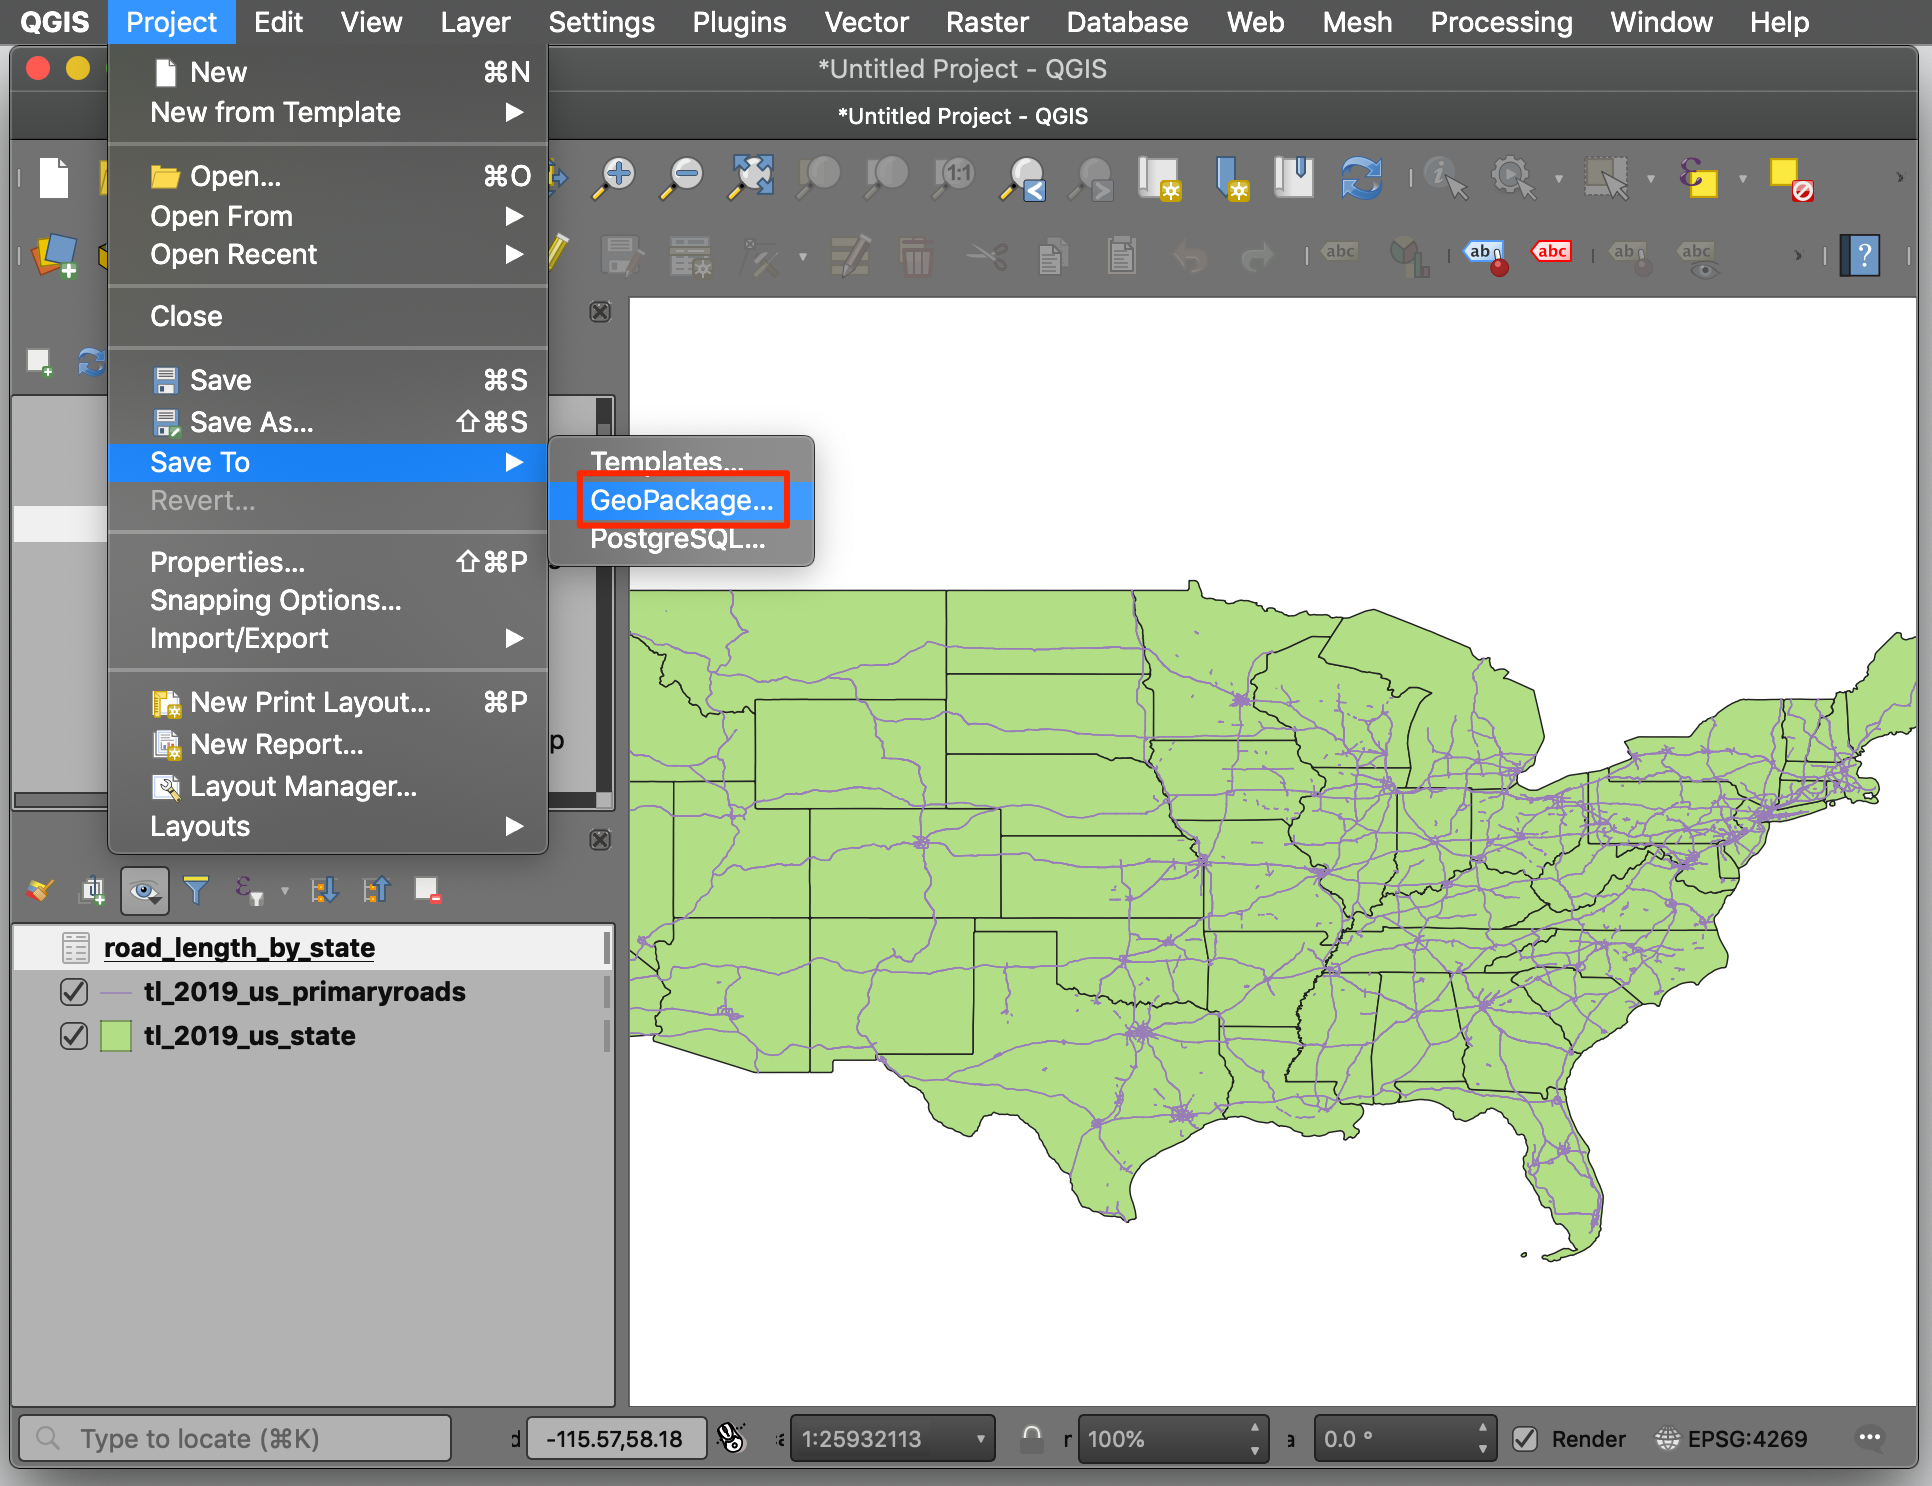 QGIS Project Edit View Layer Settings Plugins Vector Raster Database Web Mesh Processing Window Help
*Untitled Project - QGIS
*Untitled Project - QGIS
New ⌘N
New from Template ▶
Open... ⌘O
Open From ▶
Open Recent ▶
Close
Save ⌘S
Save As... ⇧⌘S
Save To ▶
Revert...
Properties... ⇧⌘P
Snapping Options...
Import/Export ▶
New Print Layout... ⌘P
New Report...
Layout Manager...
Layouts ▶
Templates...
GeoPackage...
PostgreSQL...
1:1
abc
ab
abc
ab
abc
?
p
road_length_by_state
tl_2019_us_primaryroads
tl_2019_us_state
Type to locate (⌘K) d -115.57,58.18 1:25932113 r 100% a 0.0 ° Render EPSG:4269